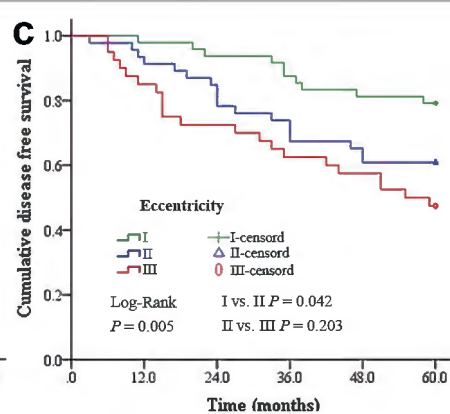 C
Cumulative disease free survival
1.0
0.8
0.6
0.4
0.2
0.0
Eccentricity
I I-censord
II II-censord
III III-censord
Log-Rank I vs. II P = 0.042
P = 0.005 II vs. III P = 0.203
.0 12.0 24.0 36.0 48.0 60.0
Time (months)